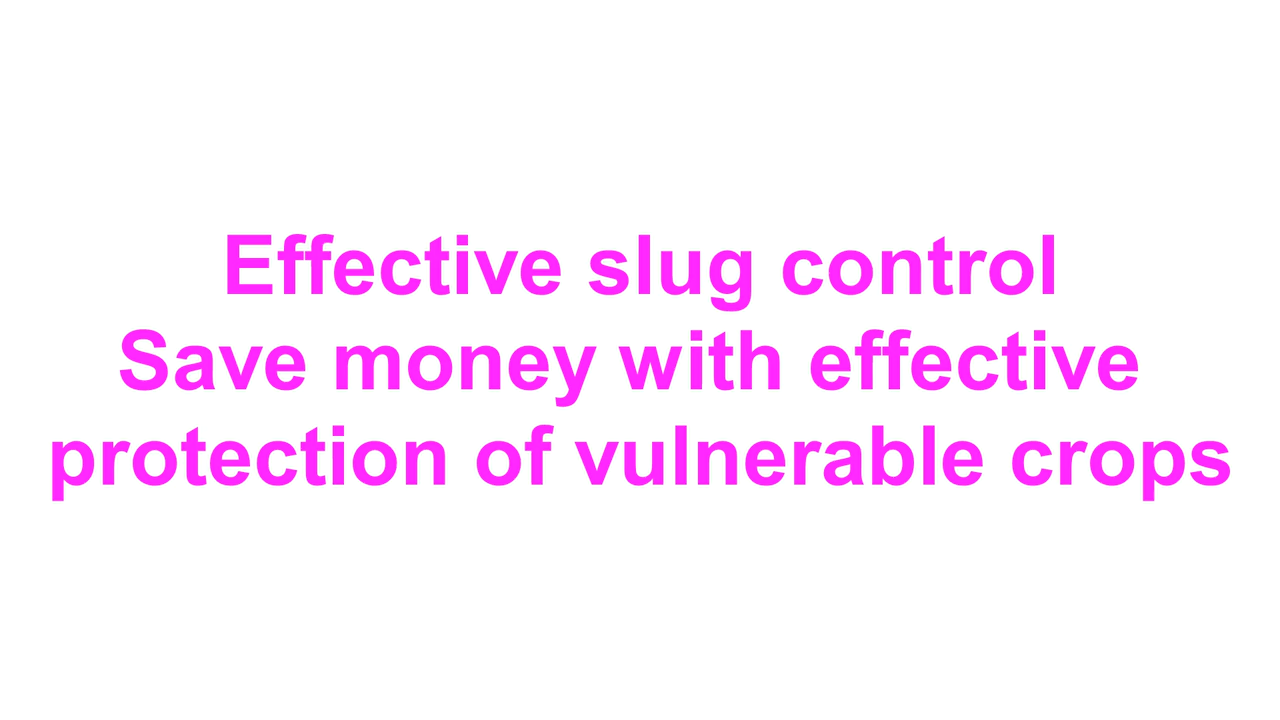 Effective slug control
Save money with effective
protection of vulnerable crops